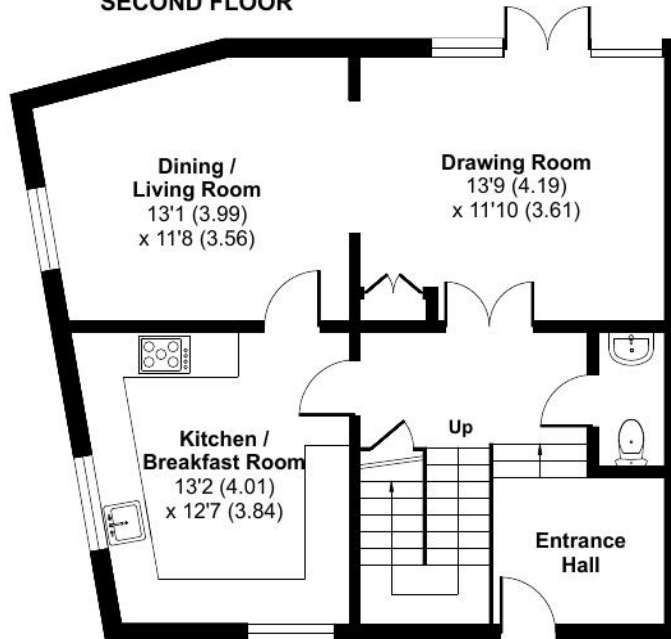 SECOND FLOOR
Dining /
Living Room
13'1 (3.99)
x 11'8 (3.56)
Drawing Room
13'9 (4.19)
x 11'10 (3.61)
Kitchen /
Breakfast Room
13'2 (4.01)
x 12'7 (3.84)
Up
Entrance
Hall